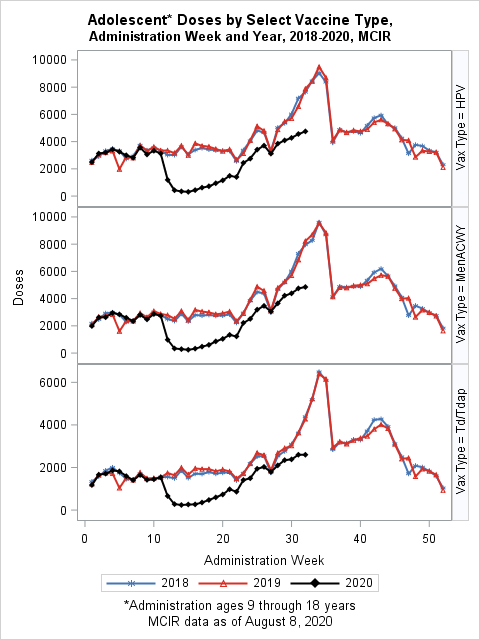 Adolescent* Doses by Select Vaccine Type,
Administration Week and Year, 2018-2020, MCIR
Doses
10000
8000
6000
4000
2000
0
Vax Type = HPV
10000
8000
6000
4000
2000
0
Vax Type = MenACWY
6000
4000
2000
0
Vax Type = Td/Tdap
0 10 20 30 40 50
Administration Week
2018 2019 2020
*Administration ages 9 through 18 years
MCIR data as of August 8, 2020